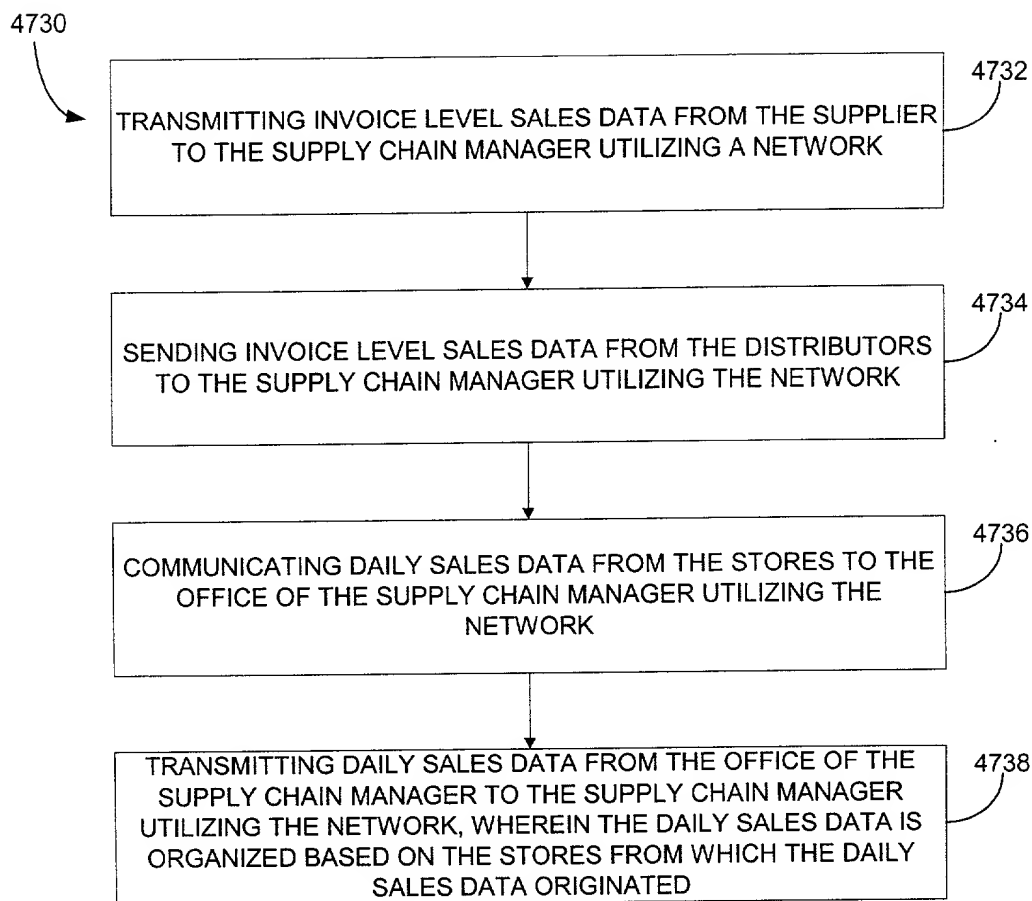 4730
4732
TRANSMITTING INVOICE LEVEL SALES DATA FROM THE SUPPLIER
TO THE SUPPLY CHAIN MANAGER UTILIZING A NETWORK
4734
SENDING INVOICE LEVEL SALES DATA FROM THE DISTRIBUTORS
TO THE SUPPLY CHAIN MANAGER UTILIZING THE NETWORK
4736
COMMUNICATING DAILY SALES DATA FROM THE STORES TO THE
OFFICE OF THE SUPPLY CHAIN MANAGER UTILIZING THE
NETWORK
4738
TRANSMITTING DAILY SALES DATA FROM THE OFFICE OF THE
SUPPLY CHAIN MANAGER TO THE SUPPLY CHAIN MANAGER
UTILIZING THE NETWORK, WHEREIN THE DAILY SALES DATA IS
ORGANIZED BASED ON THE STORES FROM WHICH THE DAILY
SALES DATA ORIGINATED